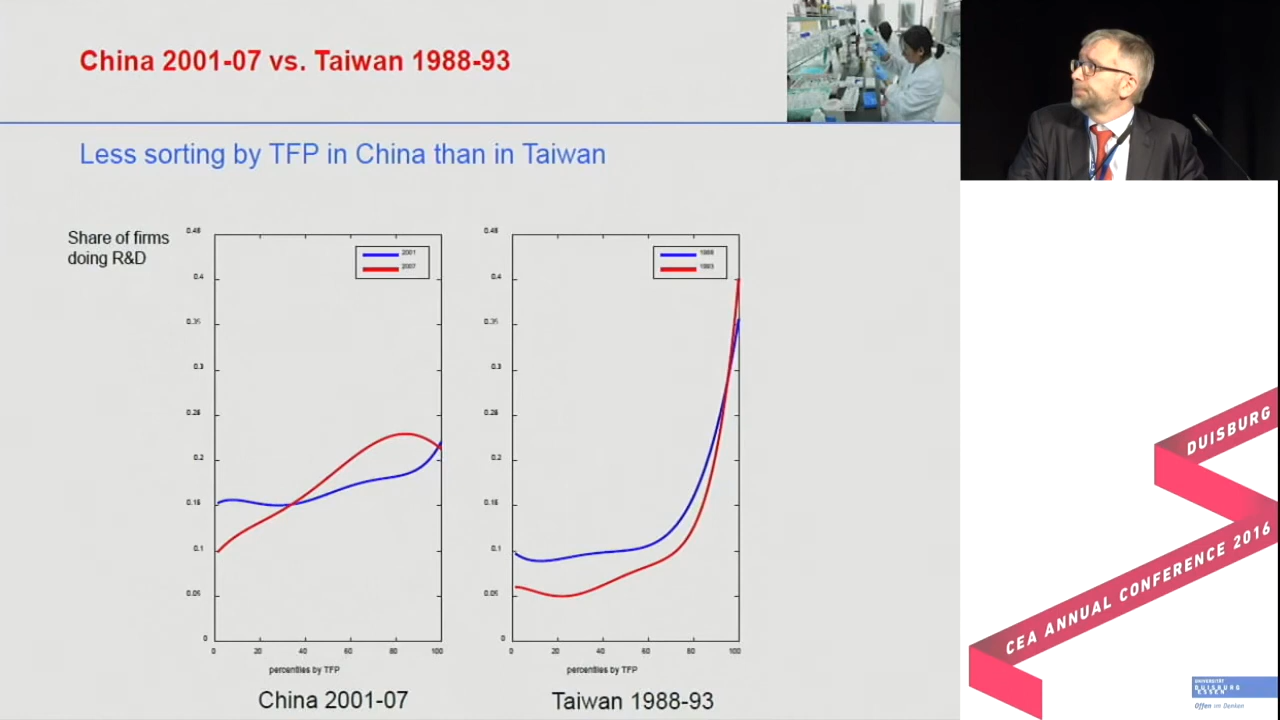 China 2001-07 vs. Taiwan 1988-93
Less sorting by TFP in China than in Taiwan
Share of firms
doing R&D
0.45
0.4
0.35
0.3
0.25
0.2
0.15
0.1
0.05
0
0 20 40 60 80 100
percentiles by TFP
2001
2007
China 2001-07
0.45
0.4
0.35
0.3
0.25
0.2
0.15
0.1
0.05
0
0 20 40 60 80 100
percentiles by TFP
1988
1993
Taiwan 1988-93
DUISBURG
CEA ANNUAL CONFERENCE 2016
UNIVERSITÄT
DUISBURG
ESSEN
Offen im Denken